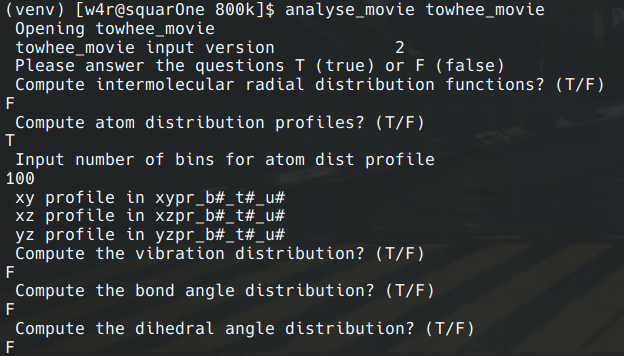 (venv) [w4r@squarOne 800k]$ analyse_movie towhee_movie
Opening towhee_movie
towhee_movie input version 2
Please answer the questions T (true) or F (false)
Compute intermolecular radial distribution functions? (T/F)
F
Compute atom distribution profiles? (T/F)
T
Input number of bins for atom dist profile
100
xy profile in xypr_b#_t#_u#
xz profile in xzpr_b#_t#_u#
yz profile in yzpr_b#_t#_u#
Compute the vibration distribution? (T/F)
F
Compute the bond angle distribution? (T/F)
F
Compute the dihedral angle distribution? (T/F)
F